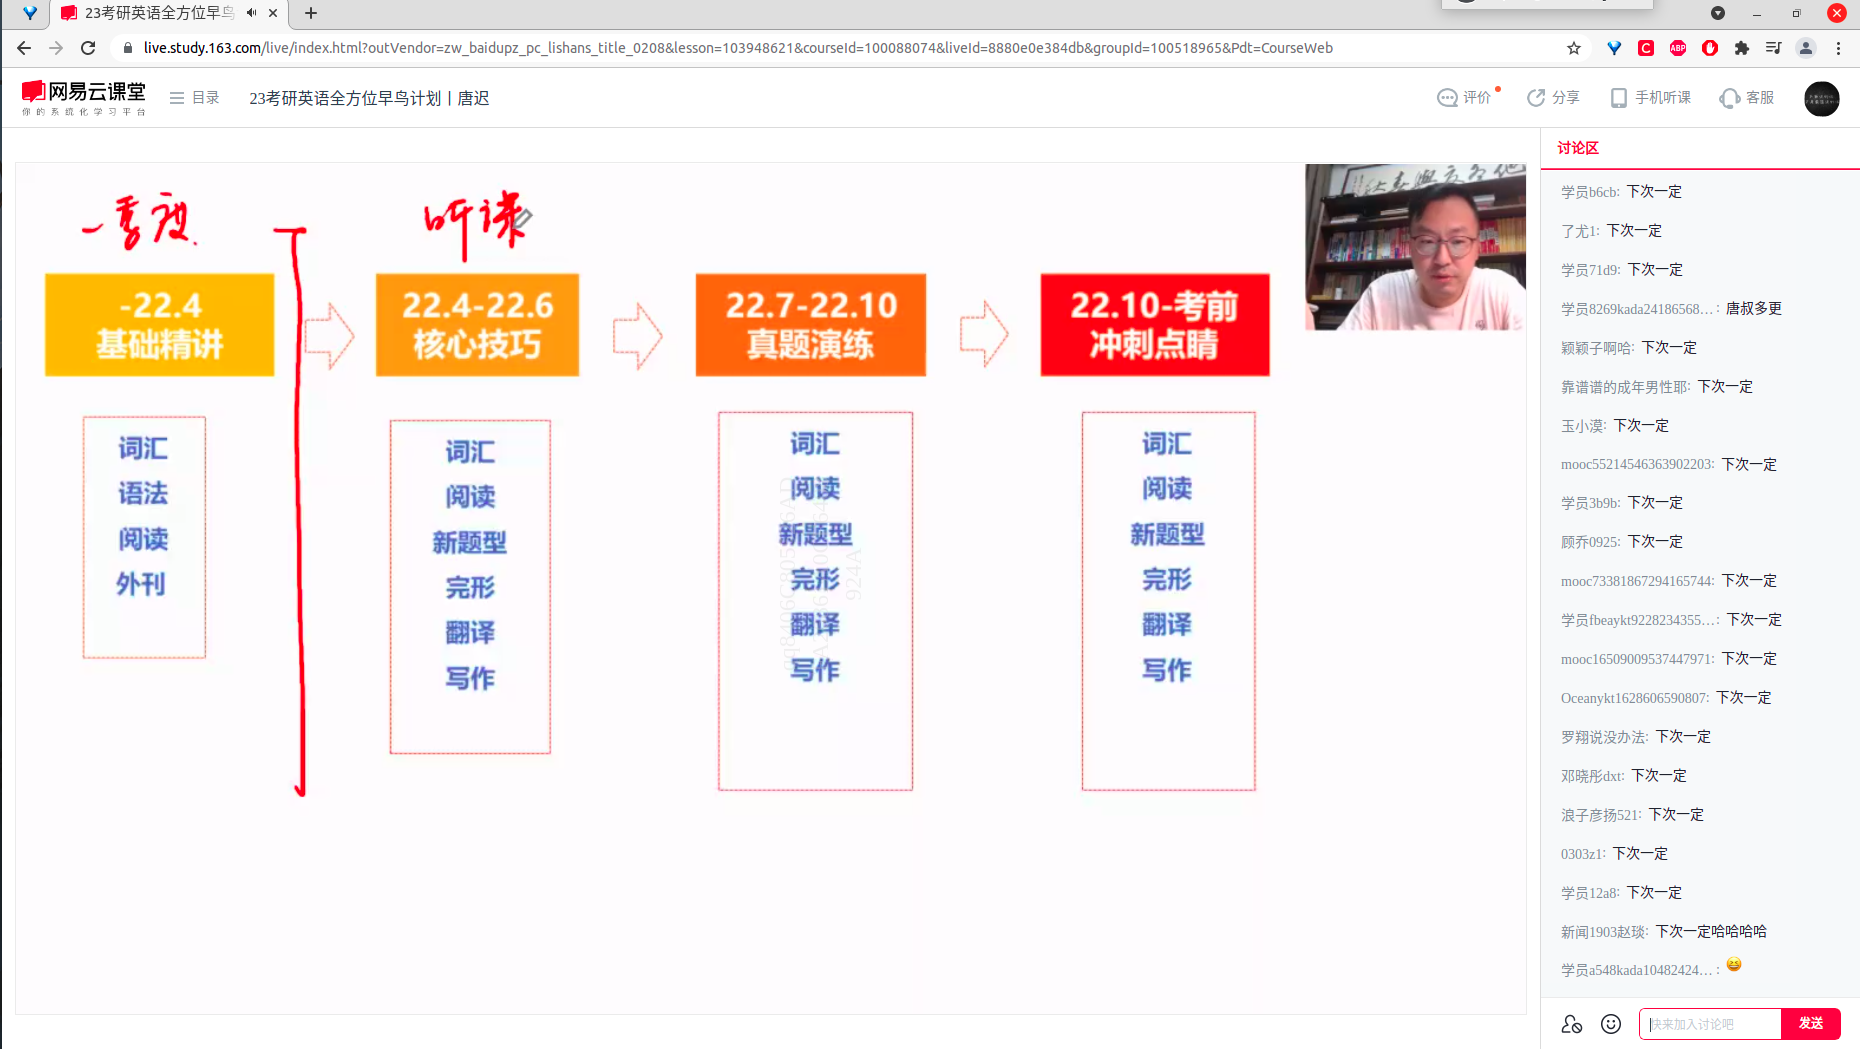 23考研英语全方位早鸟
live.study.163.com/live/index.html?outVendor=zw_baidupz_pc_lishans_title_0208&lesson=103948621&courseId=100088074&liveId=8880e0e384db&groupId=100518965&Pdt=CourseWeb
网易云课堂
你的系统化学习平台
目录
23考研英语全方位早鸟计划丨唐迟
评价
分享
手机听课
客服
一季度
听课
-22.4
基础精讲
22.4-22.6
核心技巧
22.7-22.10
真题演练
22.10-考前
冲刺点睛
词汇
语法
阅读
外刊
词汇
阅读
新题型
完形
翻译
写作
词汇
阅读
新题型
完形
翻译
写作
词汇
阅读
新题型
完形
翻译
写作
924A
讨论区
学员b6cb: 下次一定
了尤1: 下次一定
学员71d9: 下次一定
学员8269kada24186568...: 唐叔多更
颖颖子啊哈: 下次一定
靠谱谱的成年男性耶: 下次一定
玉小漠: 下次一定
mooc55214546363902203: 下次一定
学员3b9b: 下次一定
顾乔0925: 下次一定
mooc73381867294165744: 下次一定
学员fbeaykt9228234355...: 下次一定
mooc16509009537447971: 下次一定
Oceanykt1628606590807: 下次一定
罗翔说没办法: 下次一定
邓晓彤dxt: 下次一定
浪子彦扬521: 下次一定
0303z1: 下次一定
学员12a8: 下次一定
新闻1903赵琰: 下次一定哈哈哈哈
学员a548kada10482424...: 😆
快来加入讨论吧
发送